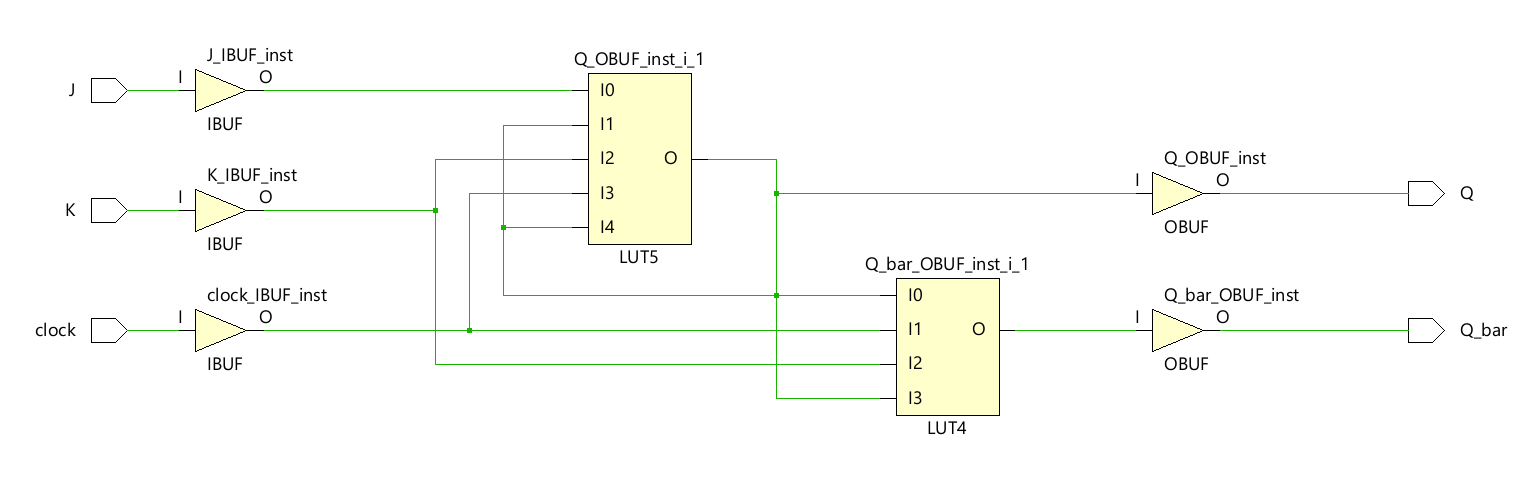 J_IBUF_inst
J
I
O
IBUF
K_IBUF_inst
K
I
O
IBUF
clock_IBUF_inst
clock
I
O
IBUF
Q_OBUF_inst_i_1
I0
I1
I2
O
I3
I4
LUT5
Q_bar_OBUF_inst_i_1
I0
I1
O
I2
I3
LUT4
Q_OBUF_inst
I
O
Q
OBUF
Q_bar_OBUF_inst
I
O
Q_bar
OBUF